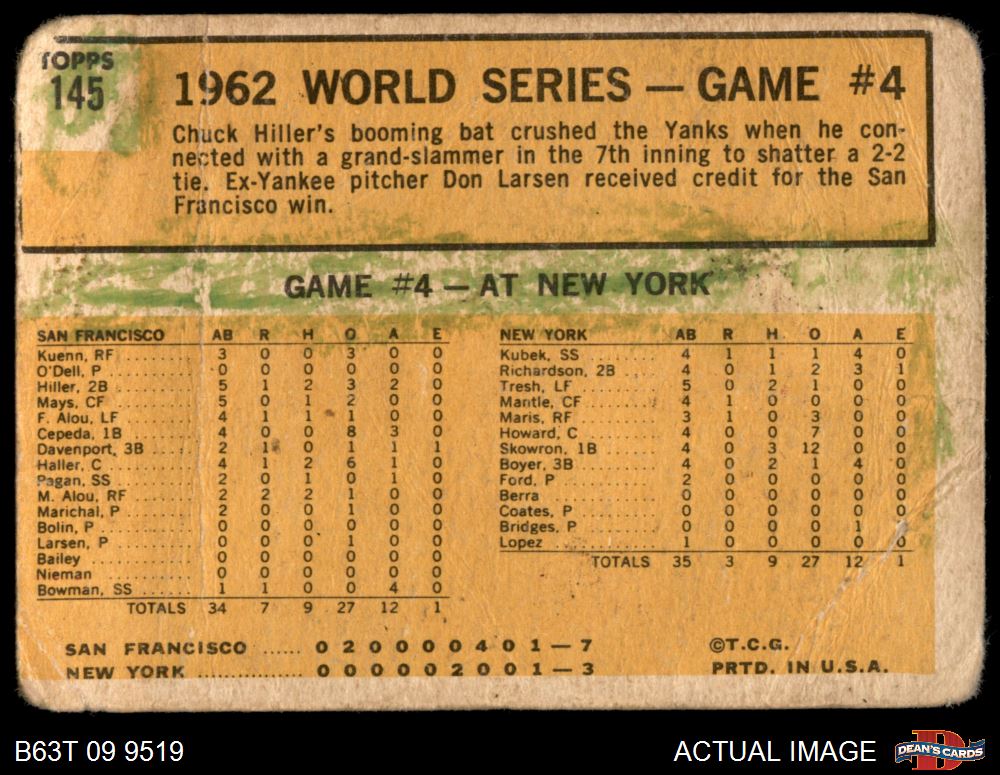 TOPPS
145
1962 WORLD SERIES — GAME #4
Chuck Hiller's booming bat crushed the Yanks when he con-
nected with a grand-slammer in the 7th inning to shatter a 2-2
tie. Ex-Yankee pitcher Don Larsen received credit for the San
Francisco win.
GAME #4 — AT NEW YORK
SAN FRANCISCO AB R H O A E
Kuenn, RF ........ 3 0 0 3 0 0
O'Dell, P ........ 0 0 0 0 0 0
Hiller, 2B ........ 5 1 2 3 2 0
Mays, CF ........ 5 0 1 2 0 0
F. Alou, LF ........ 4 1 1 1 0 0
Cepeda, 1B ........ 4 0 0 8 3 0
Davenport, 3B ..... 2 1 0 1 1 1
Haller, C ........ 4 1 2 6 1 0
Pagan, SS ........ 2 0 1 0 1 0
M. Alou, RF ....... 2 2 2 1 0 0
Marichal, P ....... 2 0 0 1 0 0
Bolin, P ........ 0 0 0 0 0 0
Larsen, P ........ 0 0 0 1 0 0
Bailey ........ 0 0 0 0 0 0
Nieman ........ 0 0 0 0 0 0
Bowman, SS ....... 1 1 0 0 4 0
TOTALS 34 7 9 27 12 1
NEW YORK AB R H O A E
Kubek, SS ........ 4 1 1 1 4 0
Richardson, 2B .... 4 0 1 2 3 1
Tresh, LF ........ 5 0 2 1 0 0
Mantle, CF ........ 4 1 0 0 0 0
Maris, RF ........ 3 1 0 3 0 0
Howard, C ........ 4 0 0 7 0 0
Skowron, 1B ....... 4 0 3 12 0 0
Boyer, 3B ........ 4 0 2 1 4 0
Ford, P ........ 2 0 0 0 0 0
Berra ........ 0 0 0 0 0 0
Coates, P ........ 0 0 0 0 0 0
Bridges, P ........ 0 0 0 0 1 0
Lopez ........ 1 0 0 0 0 0
TOTALS 35 3 9 27 12 1
SAN FRANCISCO ...... 0 2 0 0 0 0 4 0 1 — 7
NEW YORK ............... 0 0 0 0 0 2 0 0 1 — 3
©T.C.G.
PRTD. IN U.S.A.
B63T 09 9519
ACTUAL IMAGE
DEAN'S CARDS